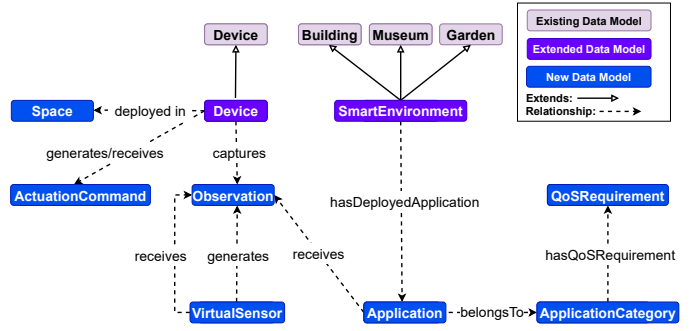 Device
Building
Museum
Garden
Existing Data Model
Extended Data Model
New Data Model
Extends:
Relationship:
Space
deployed in
Device
SmartEnvironment
generates/receives
captures
ActuationCommand
Observation
hasDeployedApplication
QoSRequirement
receives
generates
receives
hasQoSRequirement
VirtualSensor
Application
belongsTo
ApplicationCategory